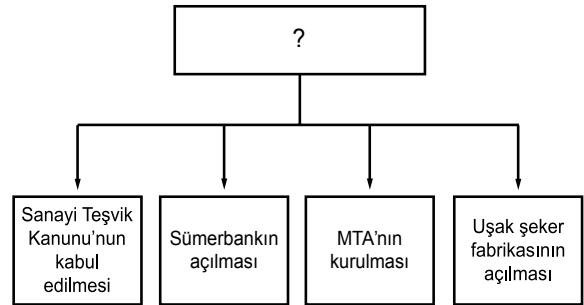 ?
Sanayi Teşvik
Kanunu’nun
kabul
edilmesi
Sümerbankın
açılması
MTA’nın
kurulması
Uşak şeker
fabrikasının
açılması